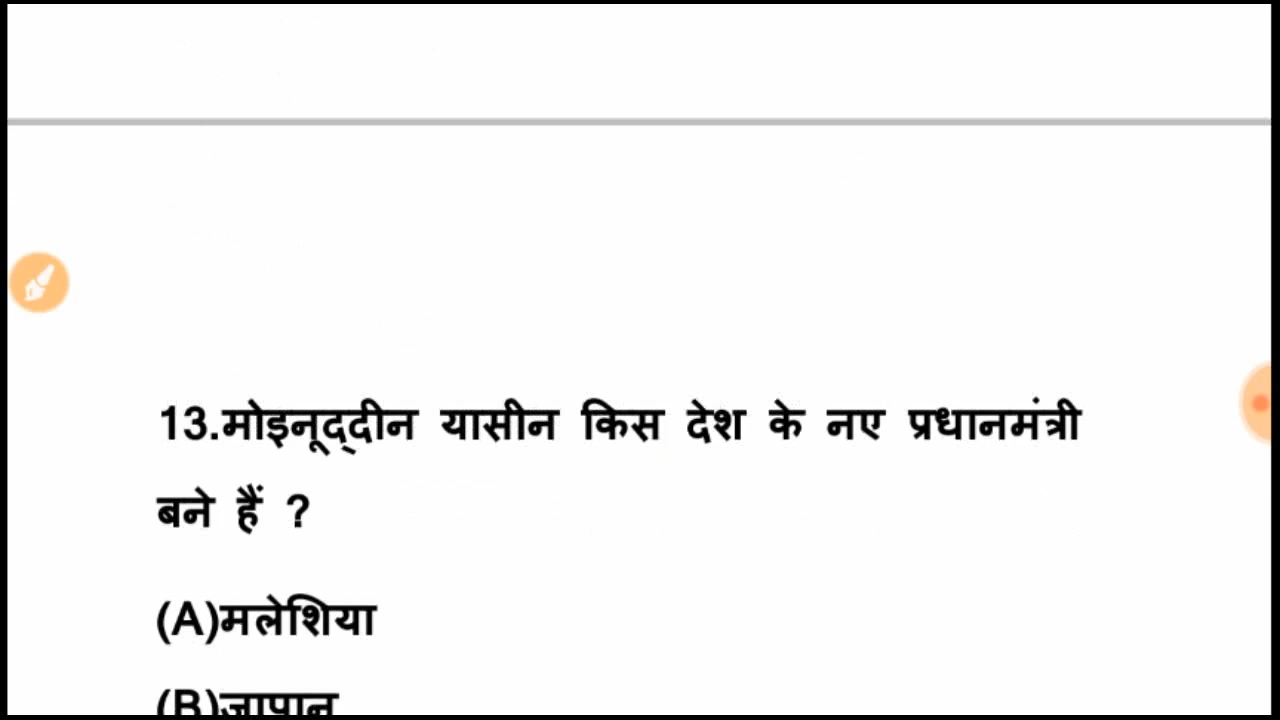 13.मोइनूद्दीन यासीन किस देश के नए प्रधानमंत्री
बने हैं ?
(A)मलेशिया
(B)जापान